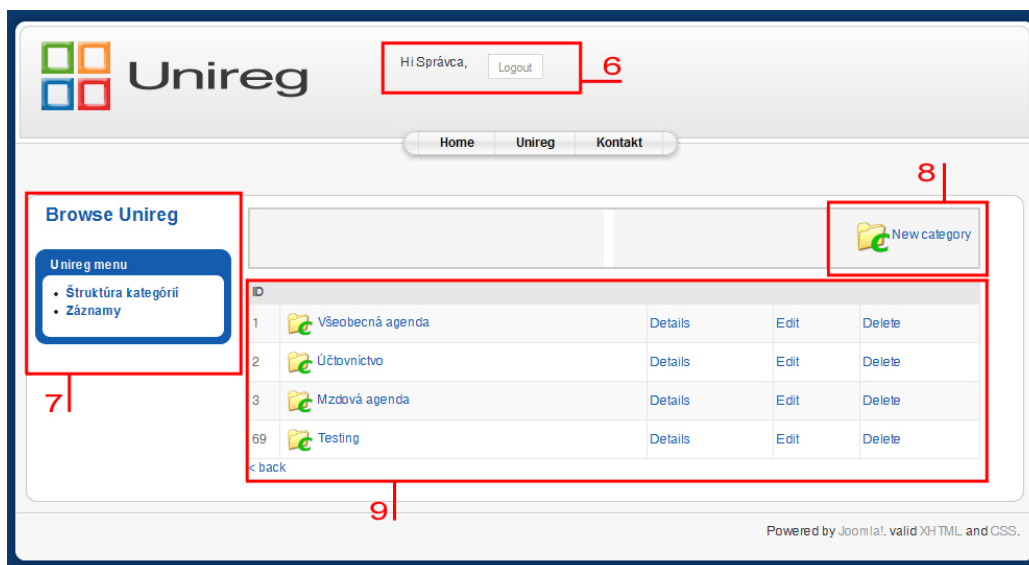 Unireg
Hi Správca, Logout
6
Home Unireg Kontakt
8
Browse Unireg
New category
Unireg menu
Štruktúra kategórií
Záznamy
7
ID
1 Všeobecná agenda Details Edit Delete
2 Účtovníctvo Details Edit Delete
3 Mzdová agenda Details Edit Delete
69 Testing Details Edit Delete
< back
9
Powered by Joomla!. valid XHTML and CSS.